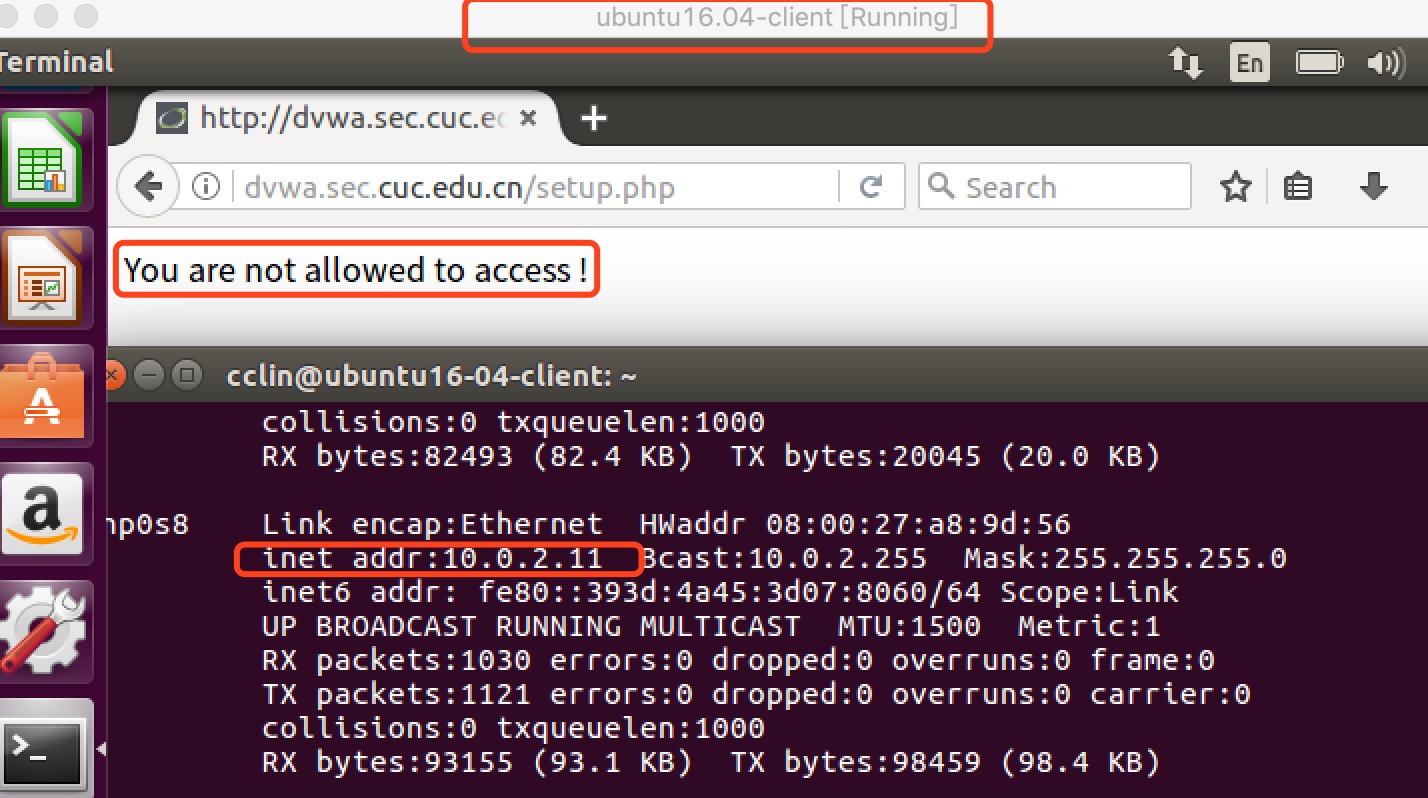 ubuntu16.04-client [Running]
Terminal
En
http://dvwa.sec.cuc.ec
dvwa.sec.cuc.edu.cn/setup.php
Search
You are not allowed to access !
cclin@ubuntu16-04-client: ~
collisions:0 txqueuelen:1000
RX bytes:82493 (82.4 KB)  TX bytes:20045 (20.0 KB)
np0s8 Link encap:Ethernet  HWaddr 08:00:27:a8:9d:56
inet addr:10.0.2.11  Bcast:10.0.2.255  Mask:255.255.255.0
inet6 addr: fe80::393d:4a45:3d07:8060/64 Scope:Link
UP BROADCAST RUNNING MULTICAST  MTU:1500  Metric:1
RX packets:1030 errors:0 dropped:0 overruns:0 frame:0
TX packets:1121 errors:0 dropped:0 overruns:0 carrier:0
collisions:0 txqueuelen:1000
RX bytes:93155 (93.1 KB)  TX bytes:98459 (98.4 KB)